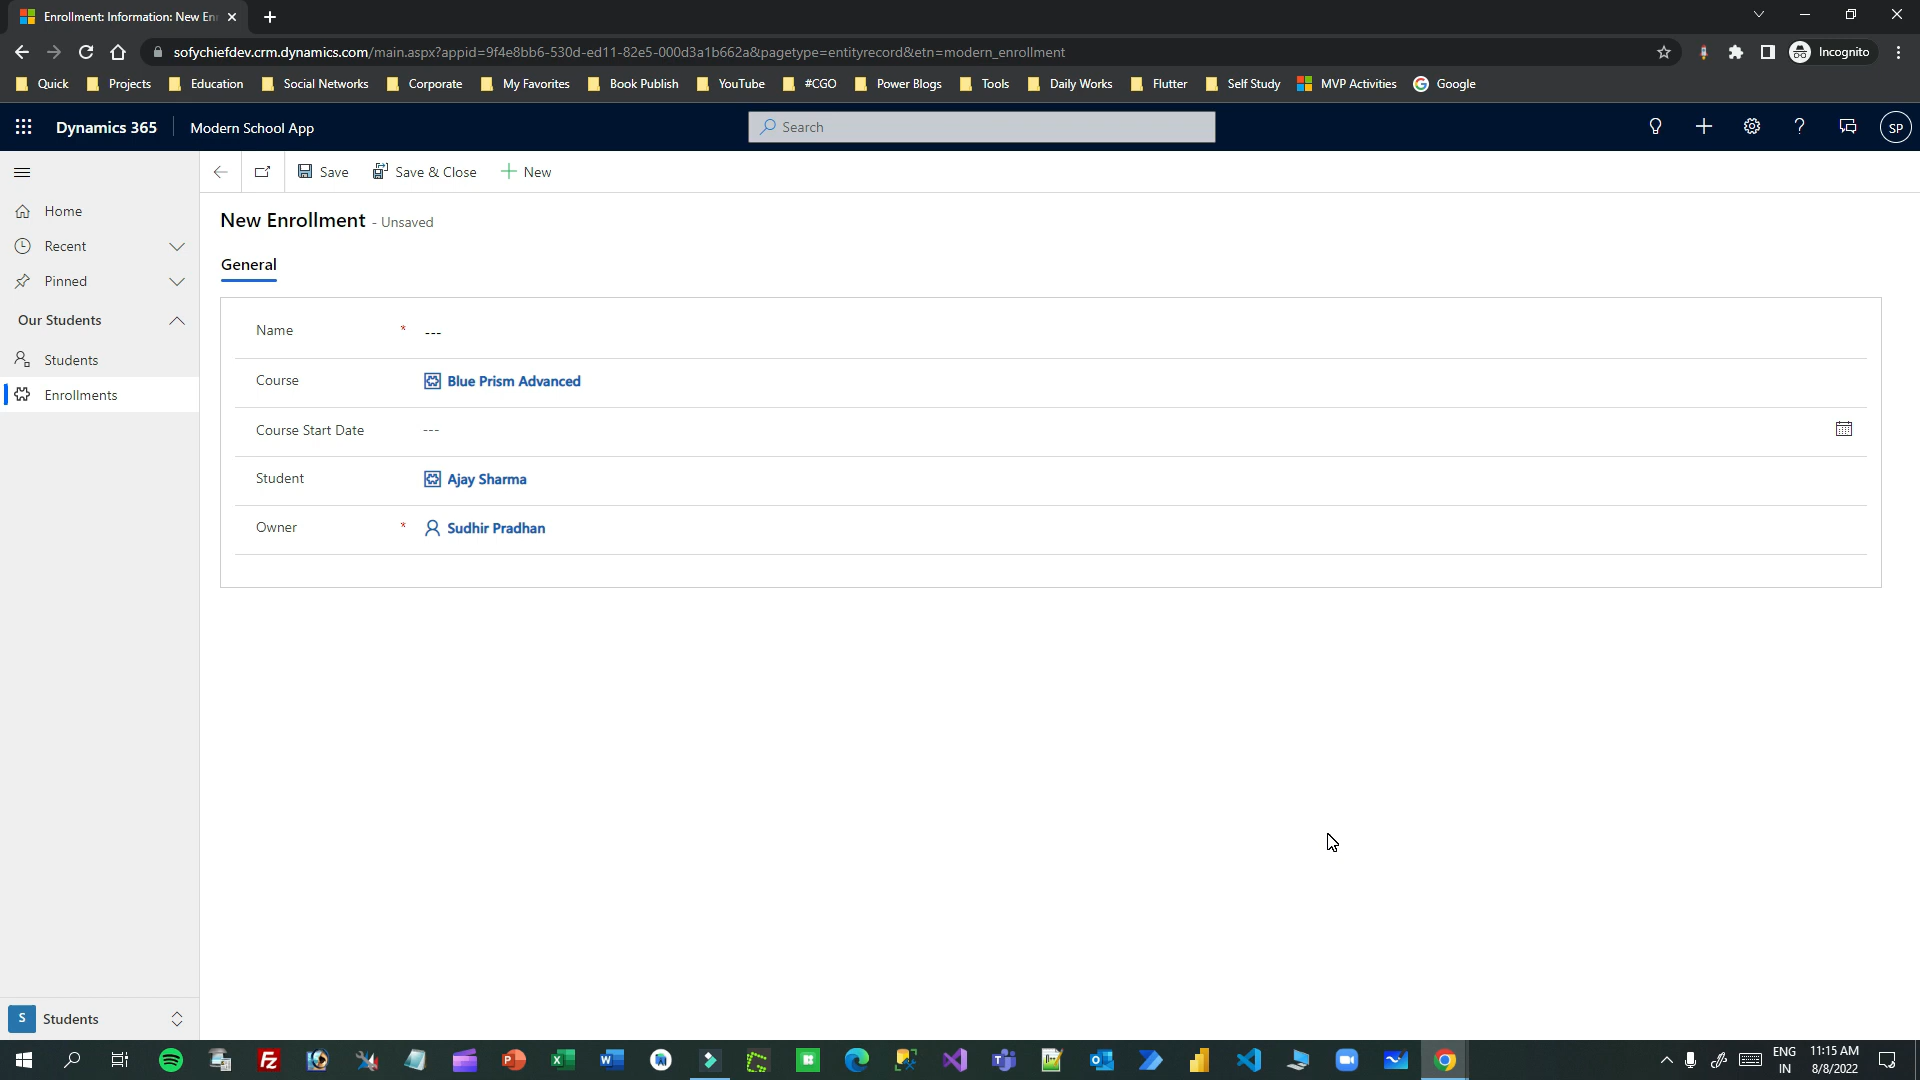 Enrollment: Information: New En
sofychiefdev.crm.dynamics.com/main.aspx?appid=9f4e8bb6-530d-ed11-82e5-000d3a1b662a&pagetype=entityrecord&etn=modern_enrollment
Incognito
Quick Projects Education Social Networks Corporate My Favorites Book Publish YouTube #CGO Power Blogs Tools Daily Works Flutter Self Study MVP Activities Google
Dynamics 365 Modern School App Search SP
Save Save & Close New
Home
Recent
Pinned
Our Students
Students
Enrollments
New Enrollment - Unsaved
General
Name * ---
Course Blue Prism Advanced
Course Start Date ---
Student Ajay Sharma
Owner * Sudhir Pradhan
S Students
ENG 11:15 AM
IN 8/8/2022